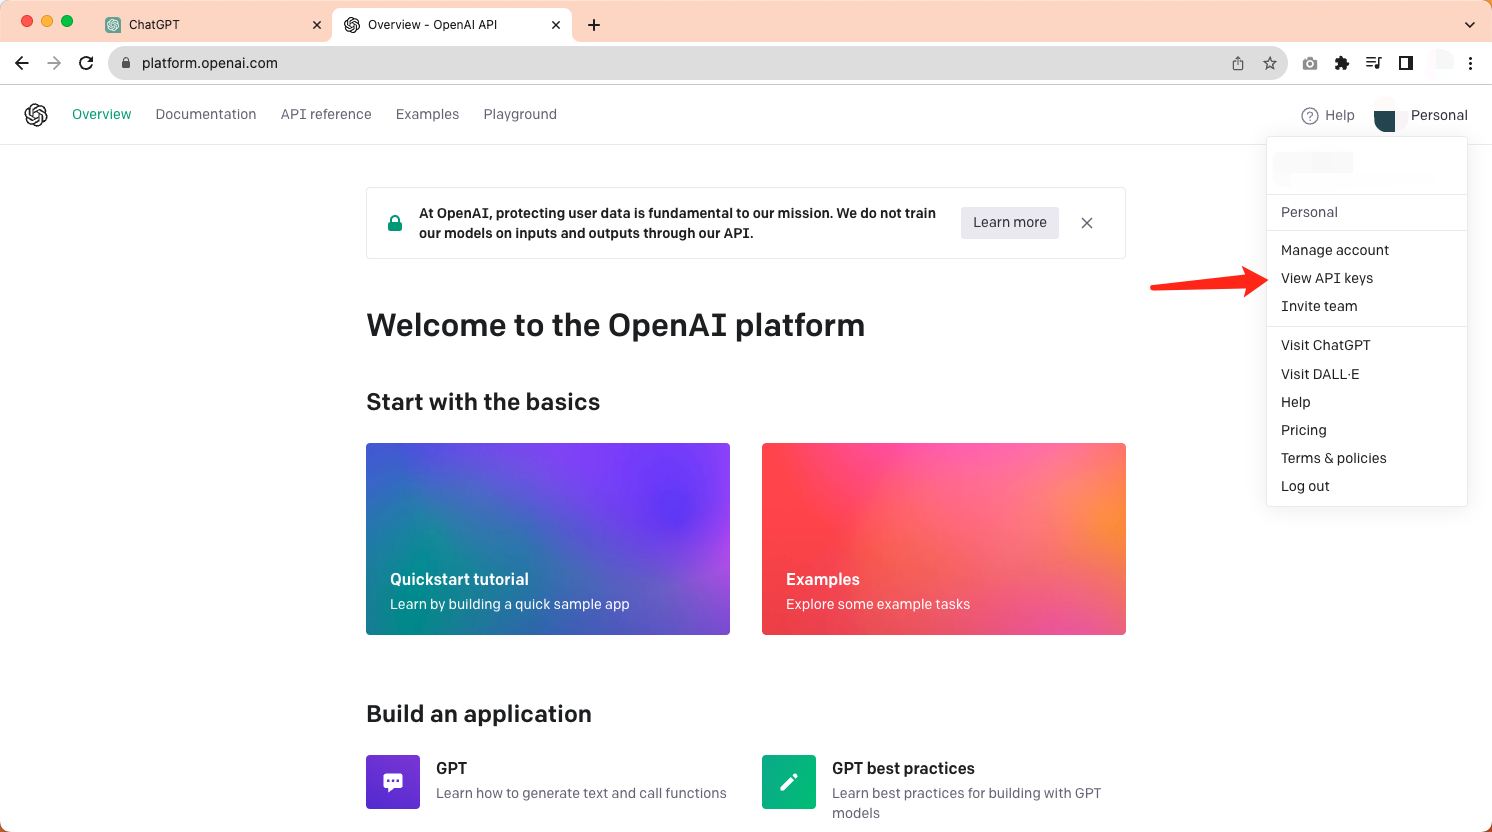 ChatGPT
Overview - OpenAI API
platform.openai.com
Overview
Documentation
API reference
Examples
Playground
Help
Personal
At OpenAI, protecting user data is fundamental to our mission. We do not train
our models on inputs and outputs through our API.
Learn more
Personal
Manage account
View API keys
Invite team
Visit ChatGPT
Visit DALL·E
Help
Pricing
Terms & policies
Log out
Welcome to the OpenAI platform
Start with the basics
Quickstart tutorial
Learn by building a quick sample app
Examples
Explore some example tasks
Build an application
GPT
Learn how to generate text and call functions
GPT best practices
Learn best practices for building with GPT
models